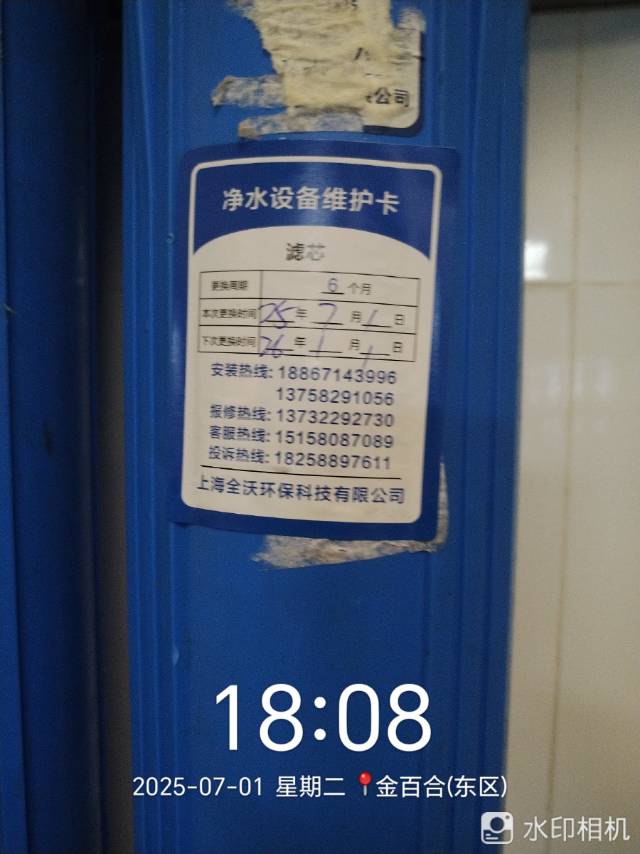 公司
净水设备维护卡
滤芯
更换周期 6 个月
本次更换时间 25 年 7 月 1 日
下次更换时间 26 年 1 月 1 日
安装热线: 18867143996
13758291056
报修热线: 13732292730
客服热线: 15158087089
投诉热线: 18258897611
上海全沃环保科技有限公司
18:08
2025-07-01 星期二 金百合(东区)
水印相机